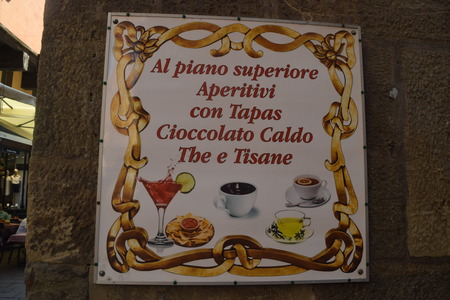 Al piano superiore
Aperitivi
con Tapas
Cioccolato Caldo
The e Tisane